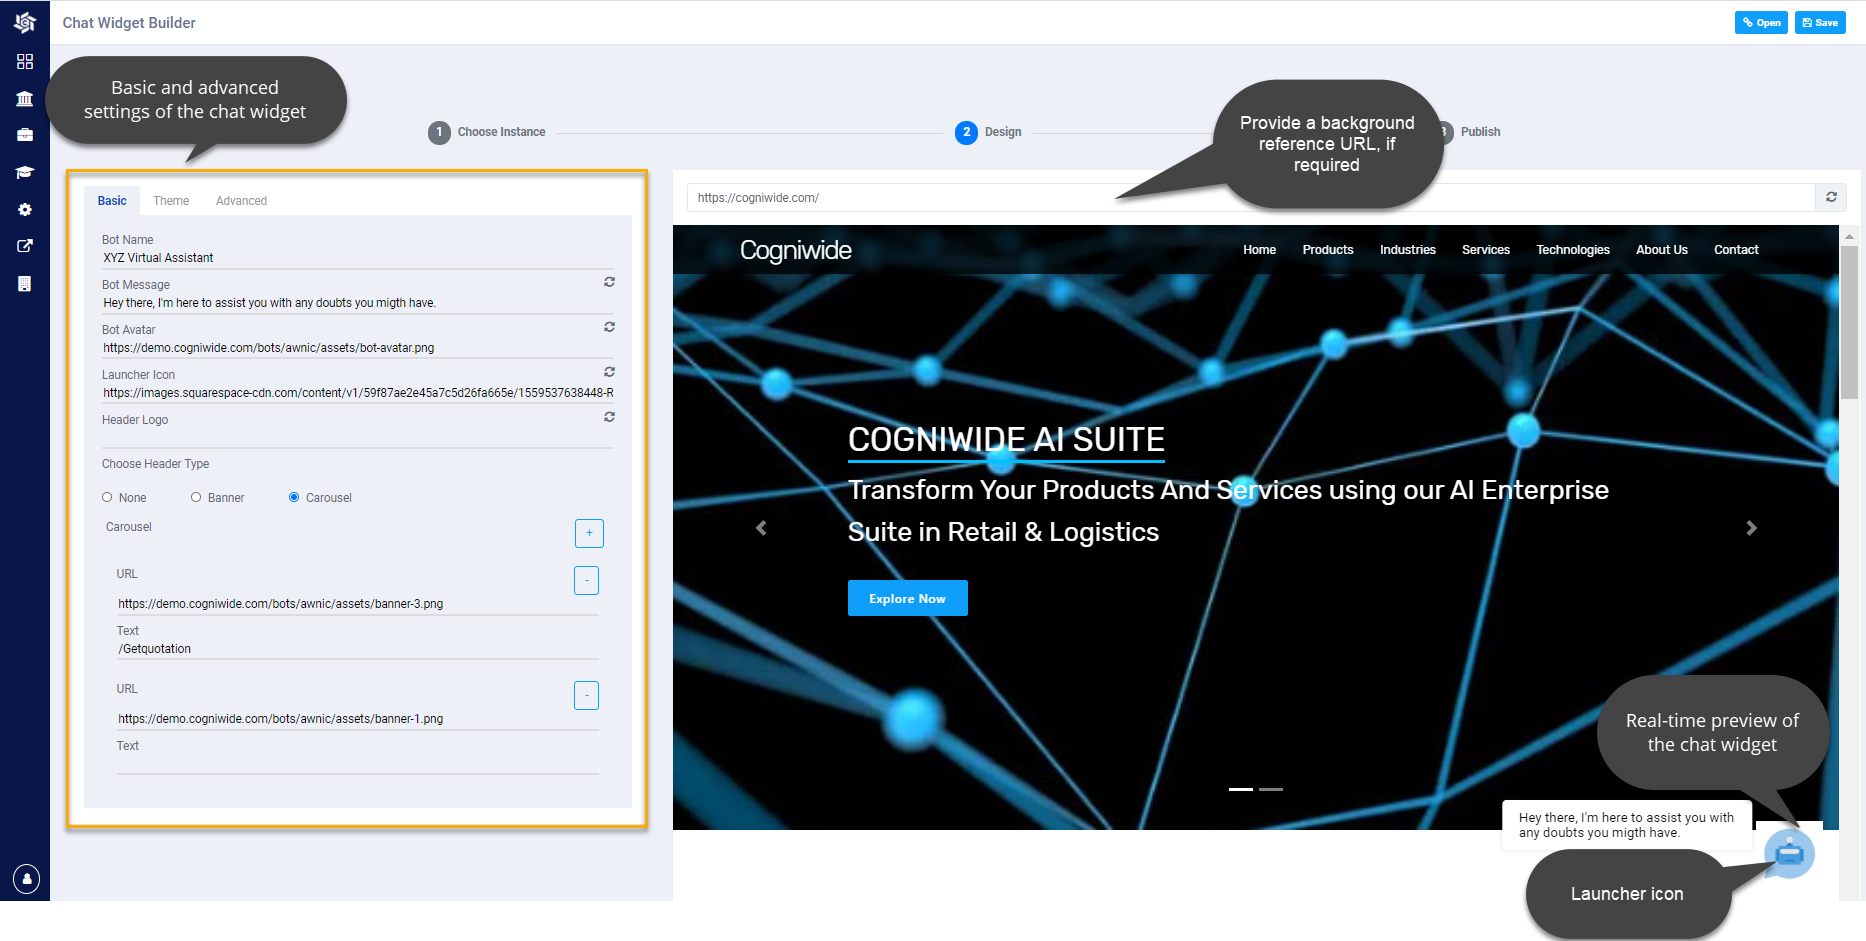 Chat Widget Builder
Open
Save
Basic and advanced
settings of the chat widget
1 Choose Instance
2 Design
3 Publish
Provide a background
reference URL, if
required
Basic Theme Advanced
Bot Name
XYZ Virtual Assistant
Bot Message
Hey there, I'm here to assist you with any doubts you migth have.
Bot Avatar
https://demo.cogniwide.com/bots/awnic/assets/bot-avatar.png
Launcher Icon
https://images.squarespace-cdn.com/content/v1/59f87ae2e45a7c5d26fa665e/1559537638448-R
Header Logo
Choose Header Type
None Banner Carousel
Carousel
+
URL
-
https://demo.cogniwide.com/bots/awnic/assets/banner-3.png
Text
/Getquotation
URL
-
https://demo.cogniwide.com/bots/awnic/assets/banner-1.png
Text
https://cogniwide.com/
Cogniwide
Home Products Industries Services Technologies About Us Contact
COGNIWIDE AI SUITE
Transform Your Products And Services using our AI Enterprise
Suite in Retail & Logistics
Explore Now
Real-time preview of
the chat widget
Hey there, I'm here to assist you with
any doubts you migth have.
Launcher icon